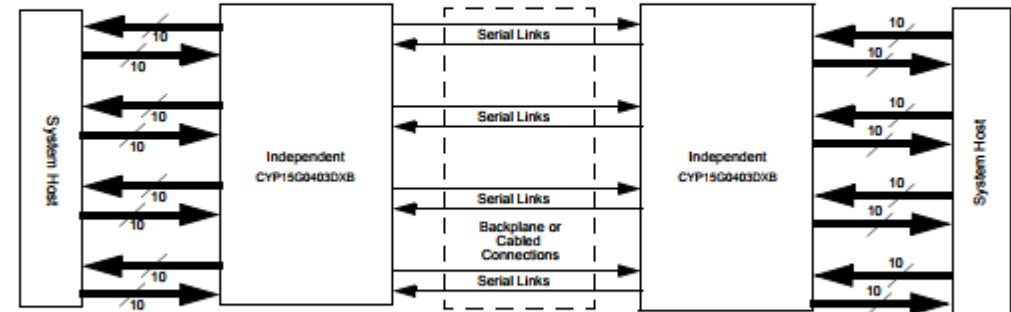 10
10
10
10
10
10
10
10
System Host
Independent
CYP15G0403DXB
Serial Links
Serial Links
Serial Links
Backplane or
Cabled
Connections
Serial Links
Independent
CYP15G0403DXB
10
10
10
10
10
10
10
10
System Host